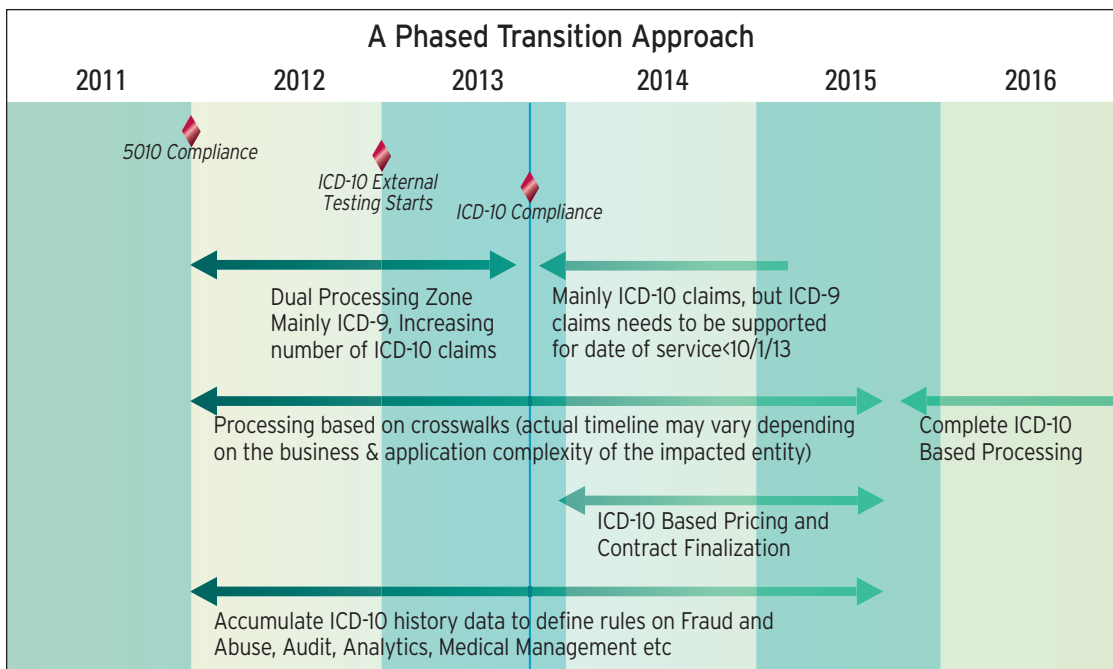 A Phased Transition Approach
2011 2012 2013 2014 2015 2016
5010 Compliance
ICD-10 External
Testing Starts
ICD-10 Compliance
Dual Processing Zone
Mainly ICD-9, Increasing
number of ICD-10 claims
Mainly ICD-10 claims, but ICD-9
claims needs to be supported
for date of service<10/1/13
Processing based on crosswalks (actual timeline may vary depending
on the business & application complexity of the impacted entity)
Complete ICD-10
Based Processing
ICD-10 Based Pricing and
Contract Finalization
Accumulate ICD-10 history data to define rules on Fraud and
Abuse, Audit, Analytics, Medical Management etc